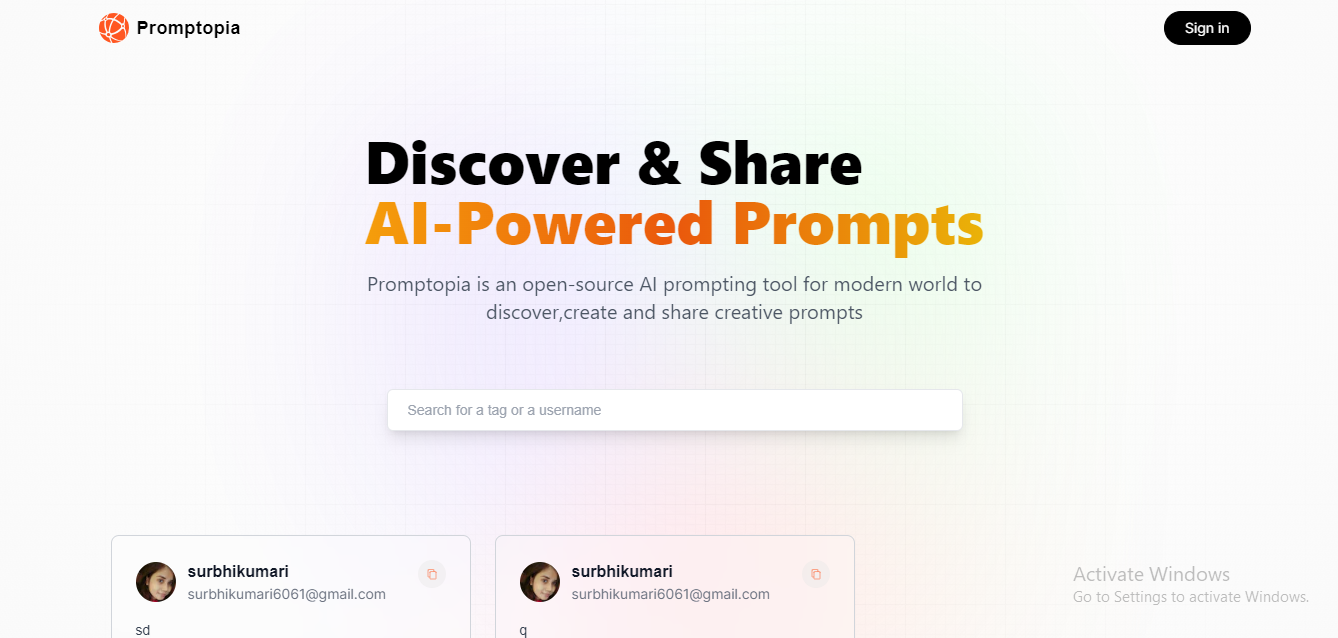 Promptopia
Sign in
Discover & Share
AI-Powered Prompts
Promptopia is an open-source AI prompting tool for modern world to
discover,create and share creative prompts
Search for a tag or a username
surbhikumari
surbhikumari6061@gmail.com
sd
surbhikumari
surbhikumari6061@gmail.com
q
Activate Windows
Go to Settings to activate Windows.